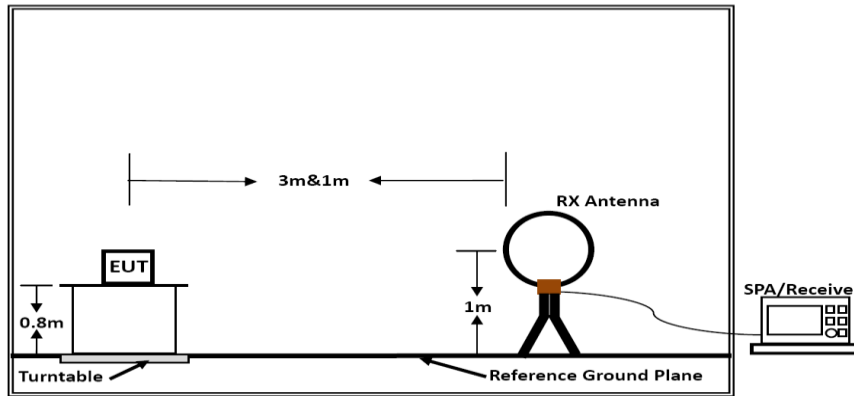 3m&1m
RX Antenna
EUT
SPA/Receive
0.8m
1m
Turntable
Reference Ground Plane